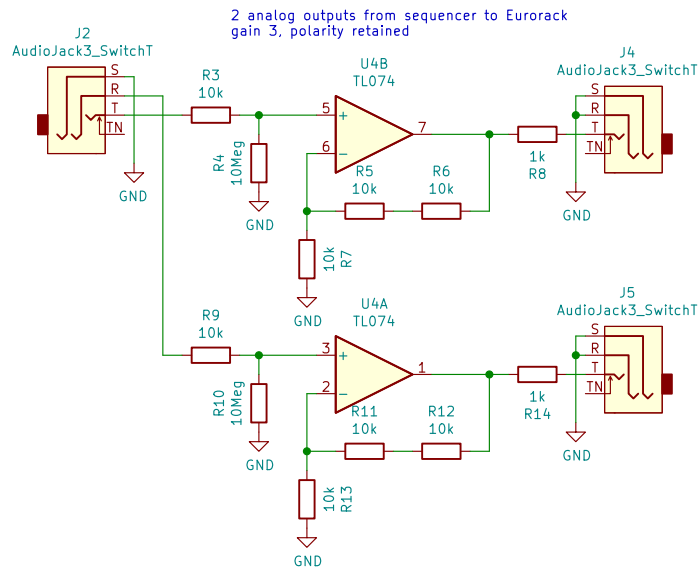 2 analog outputs from sequencer to Eurorack
gain 3, polarity retained
J2
AudioJack3_SwitchT
S
R
T
TN
GND
R3
10k
R4
10Meg
GND
U4B
TL074
5
+
6
−
7
R5
10k
R6
10k
R7
10k
GND
1k
R8
J4
AudioJack3_SwitchT
S
R
T
TN
GND
R9
10k
R10
10Meg
GND
U4A
TL074
3
+
2
−
1
R11
10k
R12
10k
R13
10k
GND
1k
R14
J5
AudioJack3_SwitchT
S
R
T
TN
GND